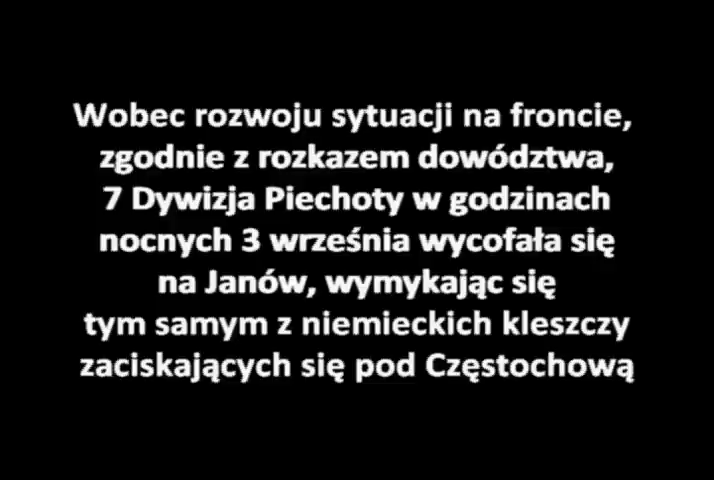 Wobec rozwoju sytuacji na froncie,
zgodnie z rozkazem dowództwa,
7 Dywizja Piechoty w godzinach
nocnych 3 września wycofała się
na Janów, wymykając się
tym samym z niemieckich kleszczy
zaciskających się pod Częstochową